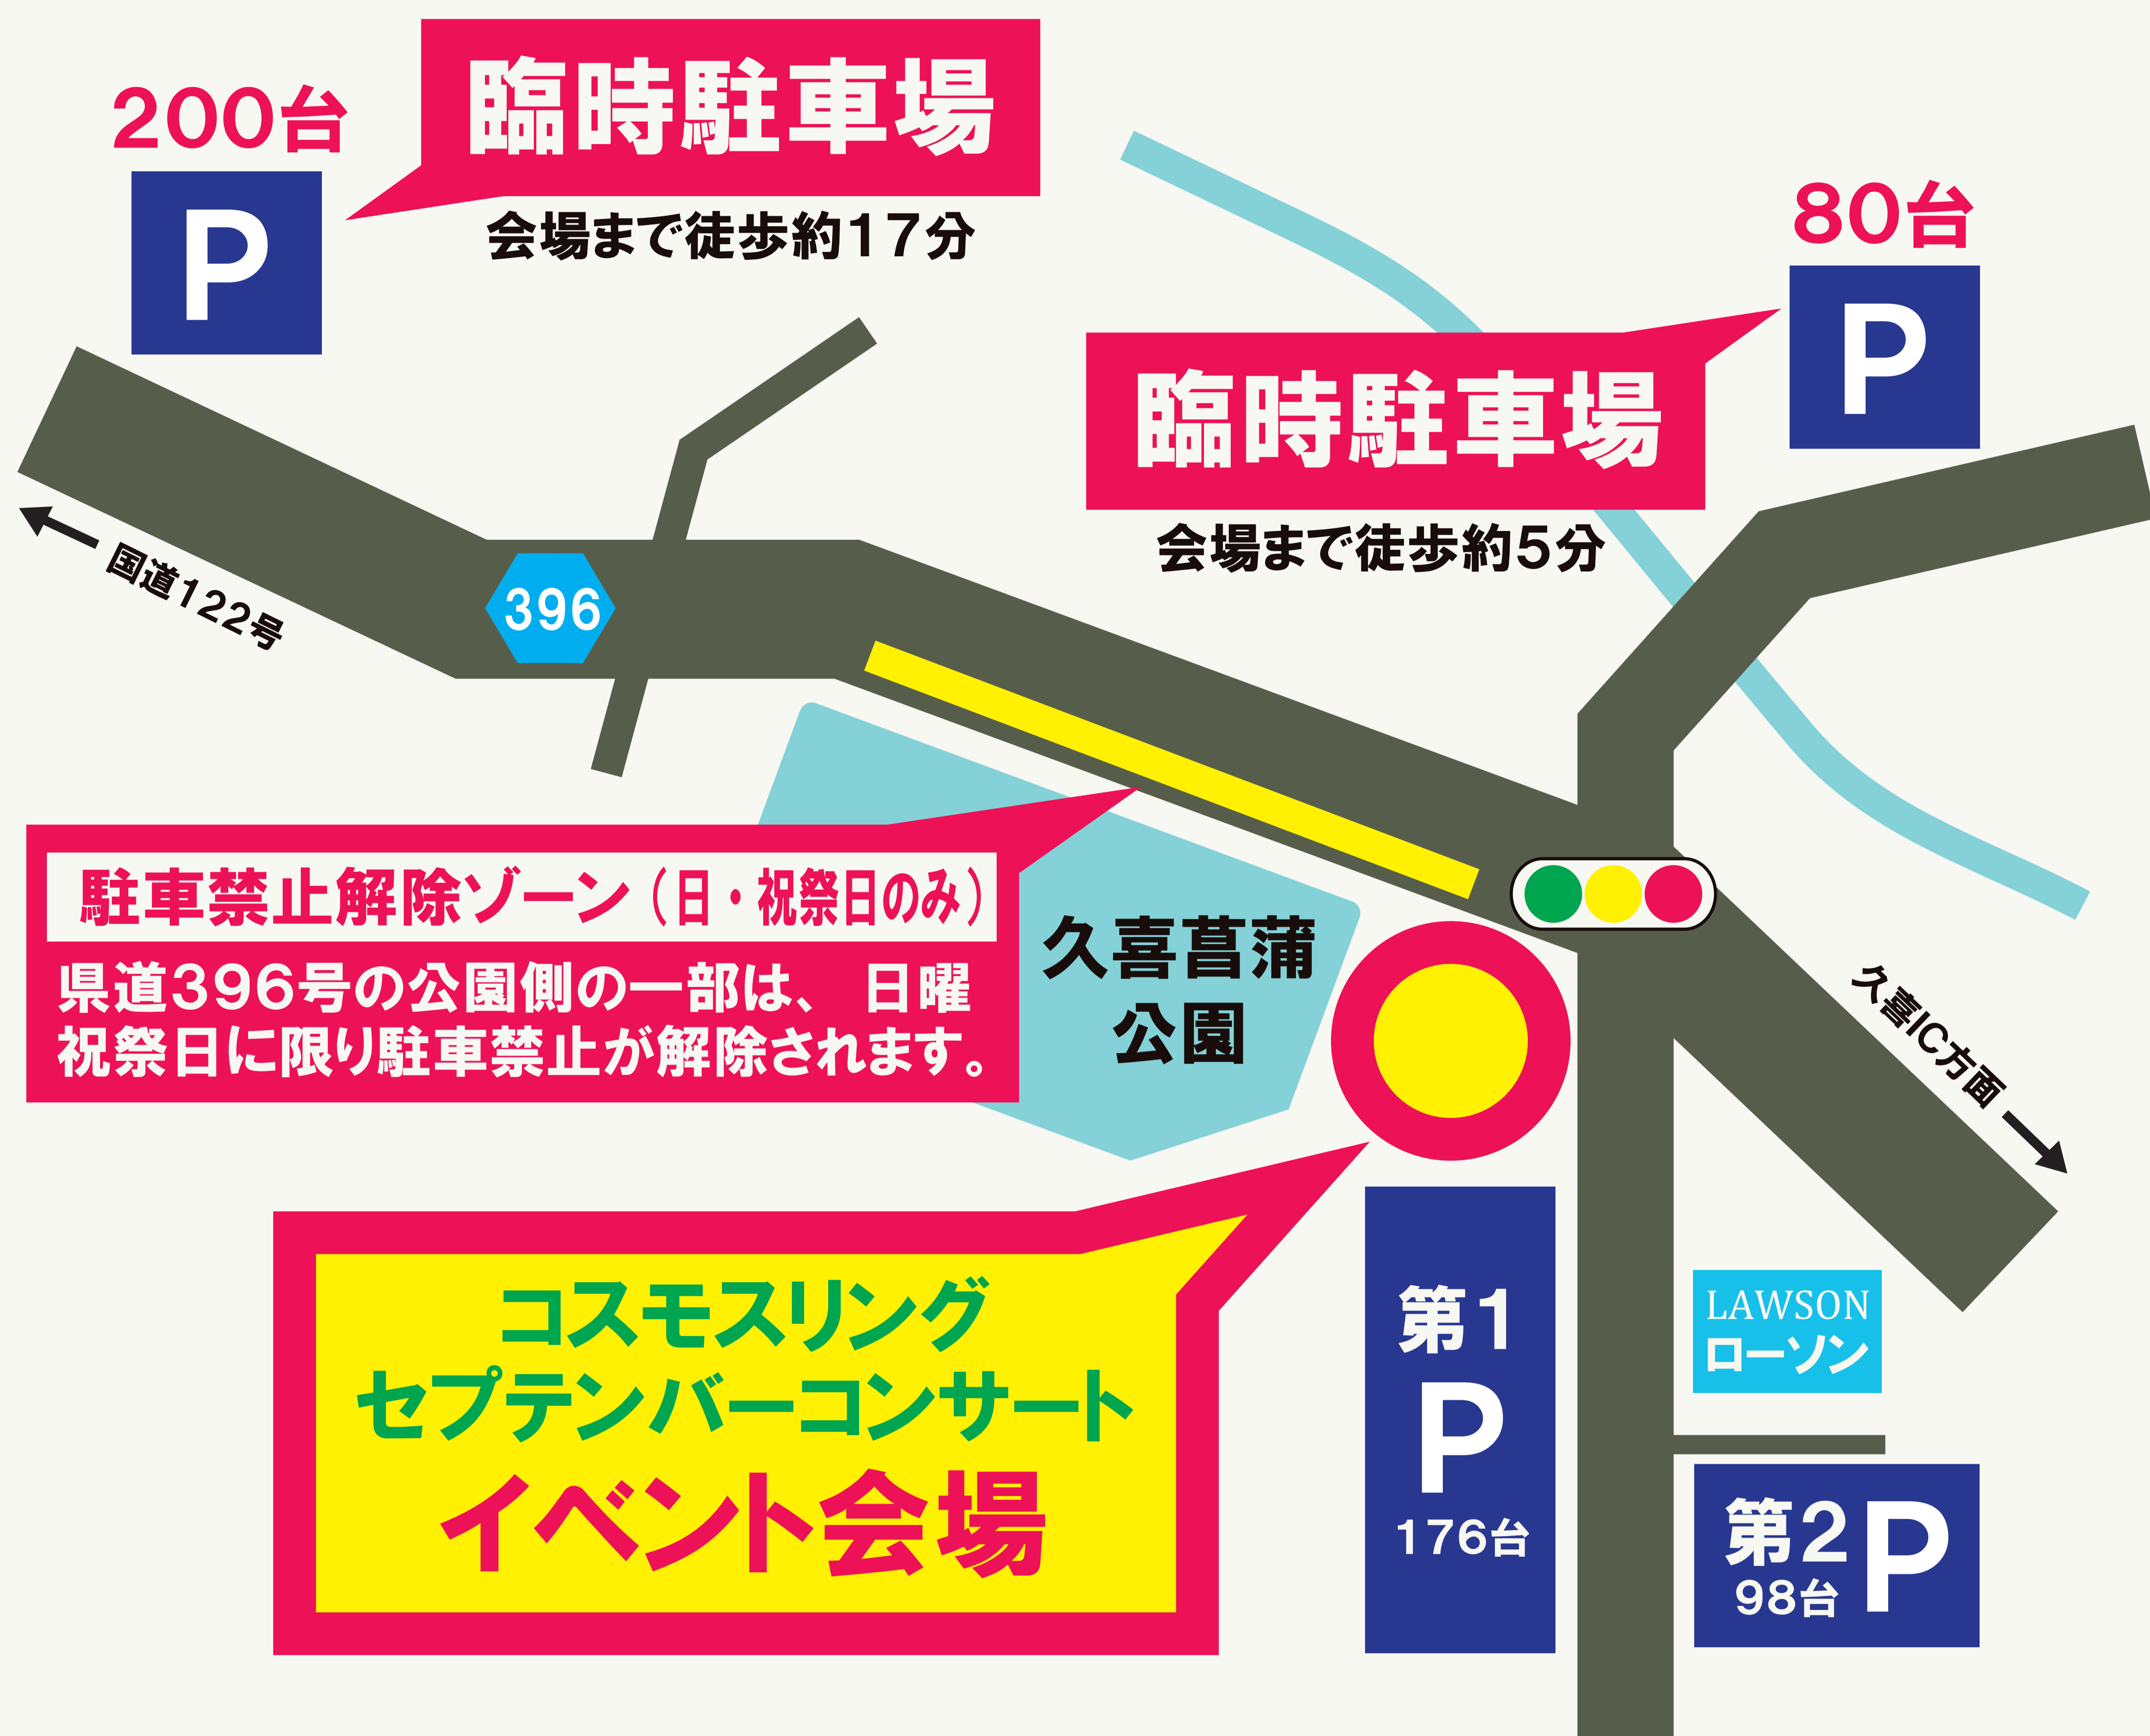 200台
P
臨時駐車場
会場まで徒歩約17分
80台
P
臨時駐車場
会場まで徒歩約5分
国道122号
396
駐車禁止解除ゾーン（日・祝祭日のみ）
県道396号の公園側の一部は、日曜
祝祭日に限り駐車禁止が解除されます。
久喜菖蒲
公園
久喜IC方面
コスモスリング
セプテンバーコンサート
イベント会場
第1
P
176台
LAWSON
ローソン
第2
98台
P